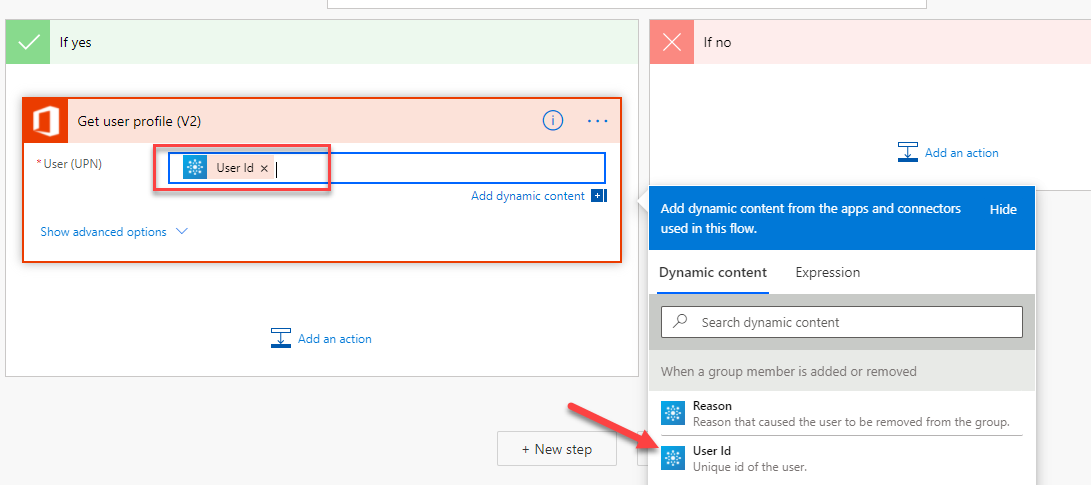 If yes
If no
Get user profile (V2)
* User (UPN)
User Id ×
Add dynamic content
Show advanced options
Add an action
Add an action
+ New step
Add dynamic content from the apps and connectors
used in this flow.
Hide
Dynamic content
Expression
Search dynamic content
When a group member is added or removed
Reason
Reason that caused the user to be removed from the group.
User Id
Unique id of the user.